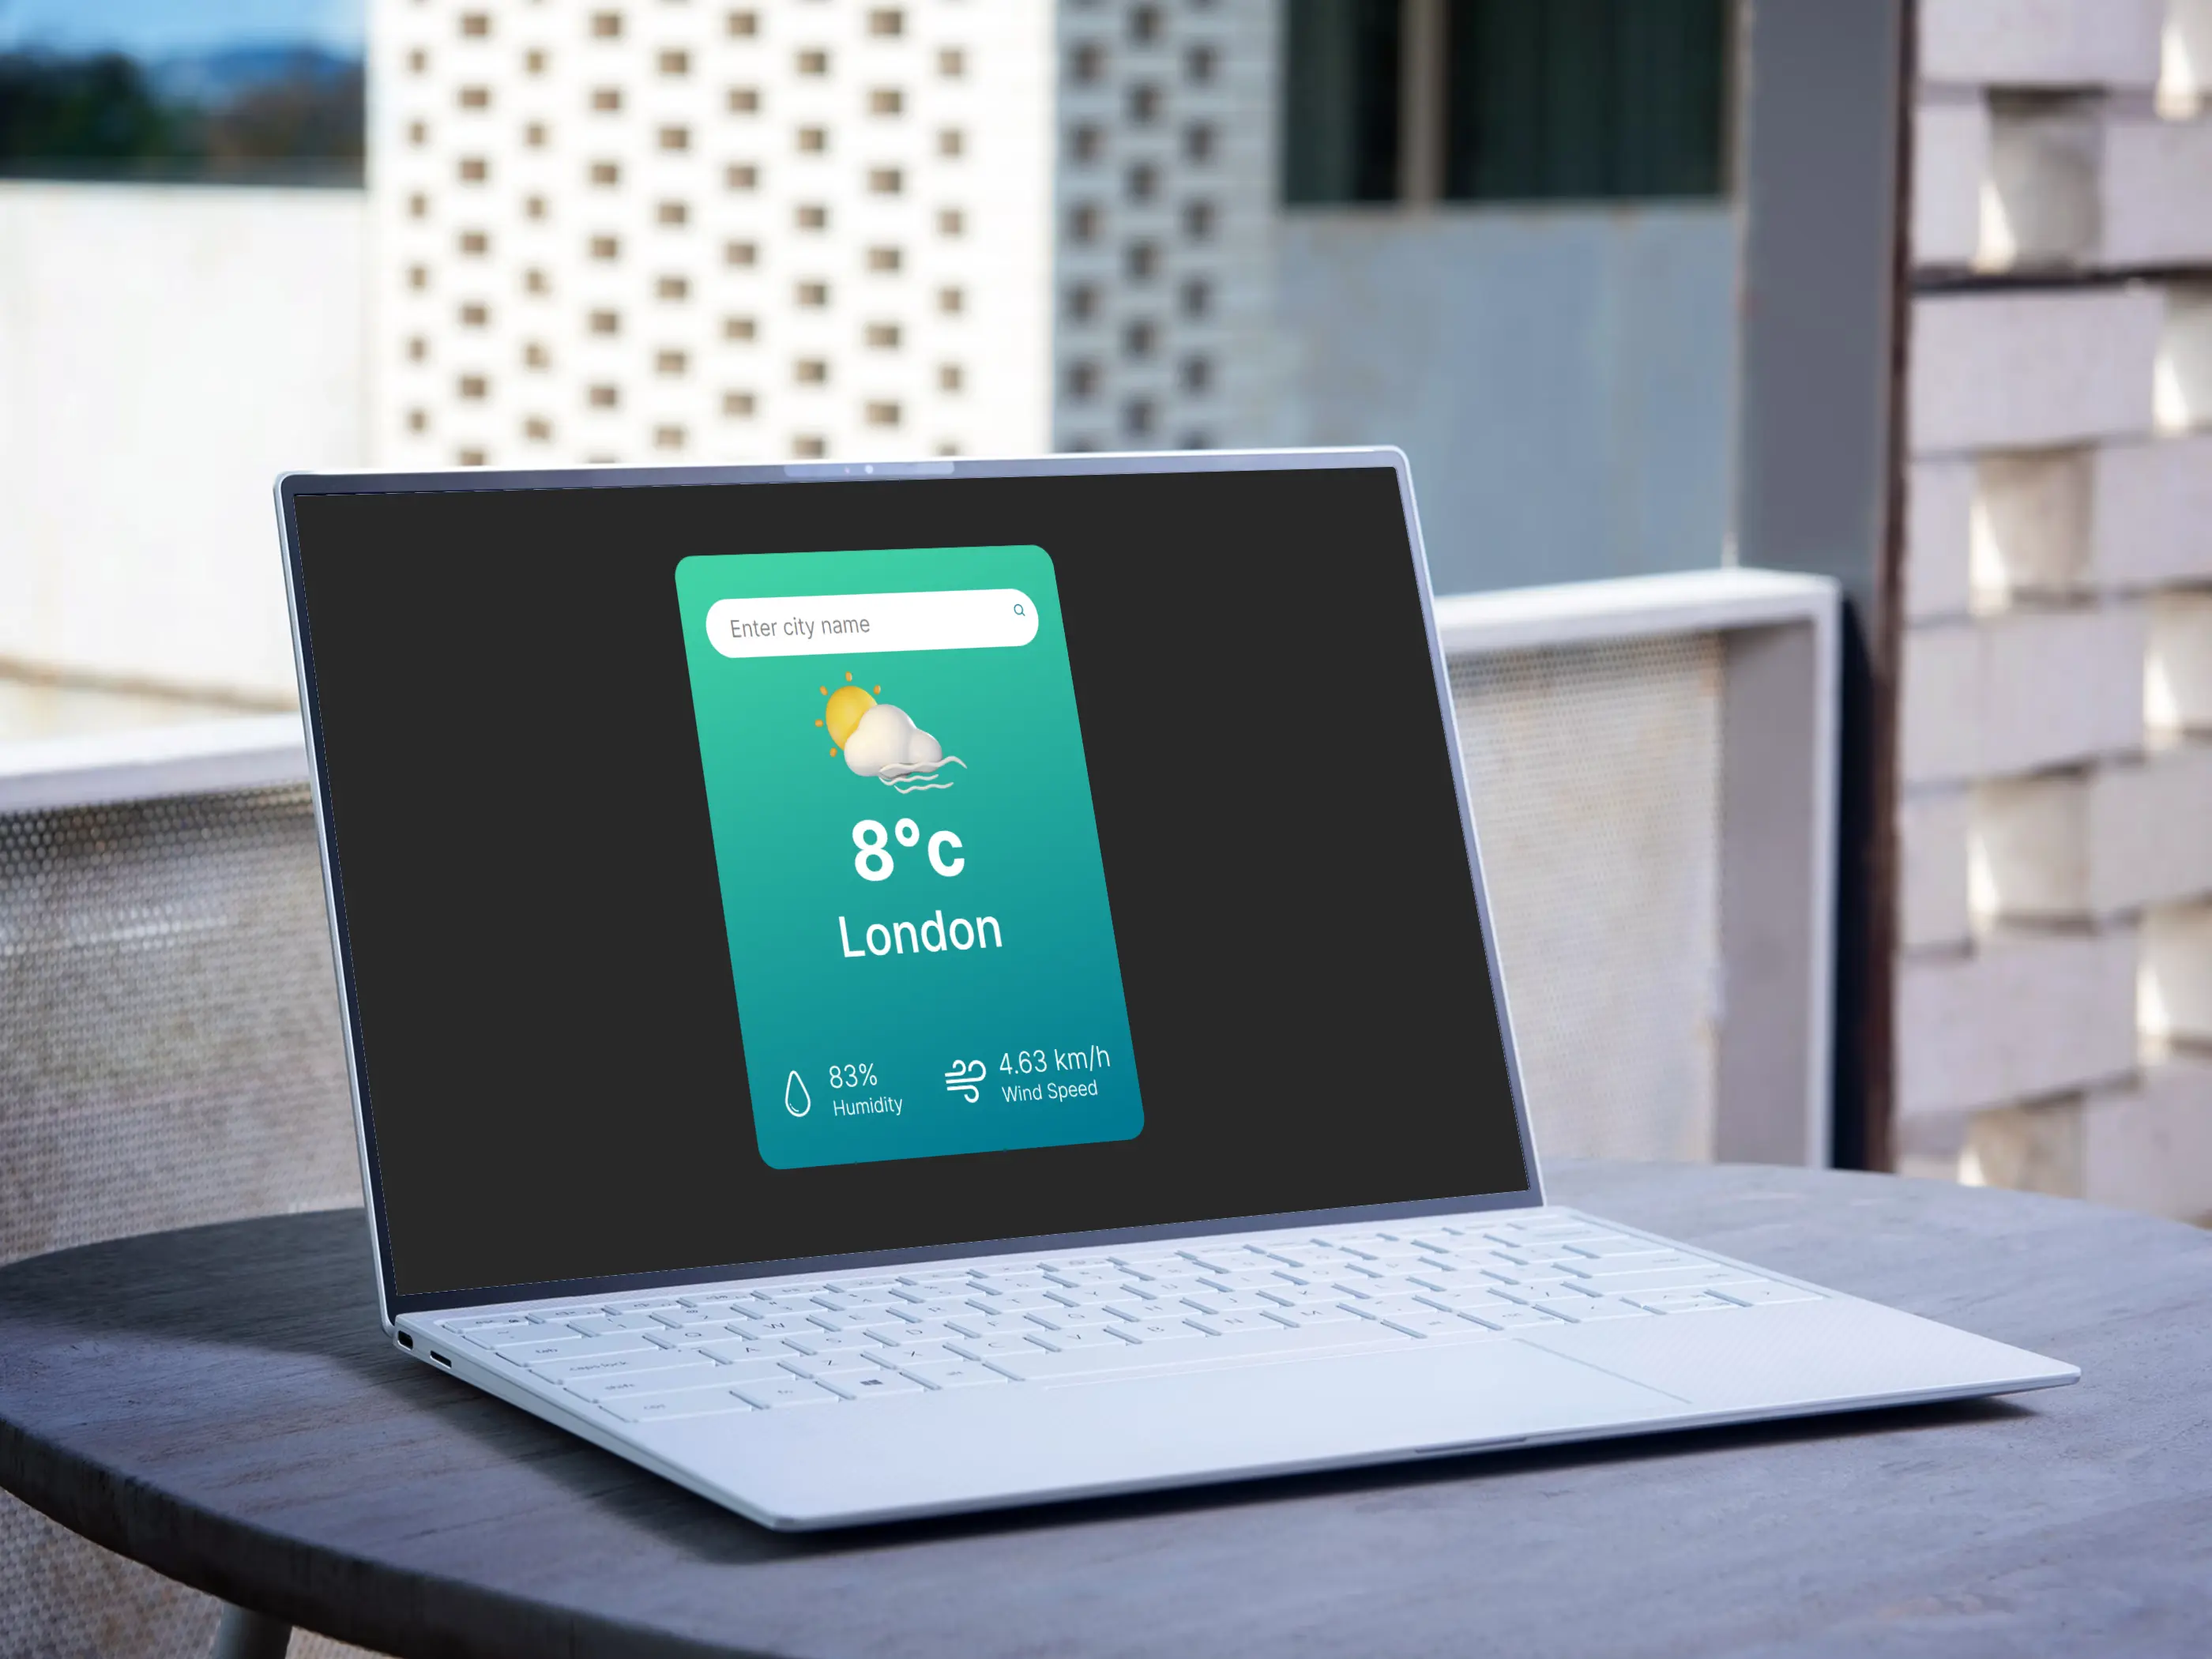 Enter city name
8°c
London
83%
Humidity
4.63 km/h
Wind Speed